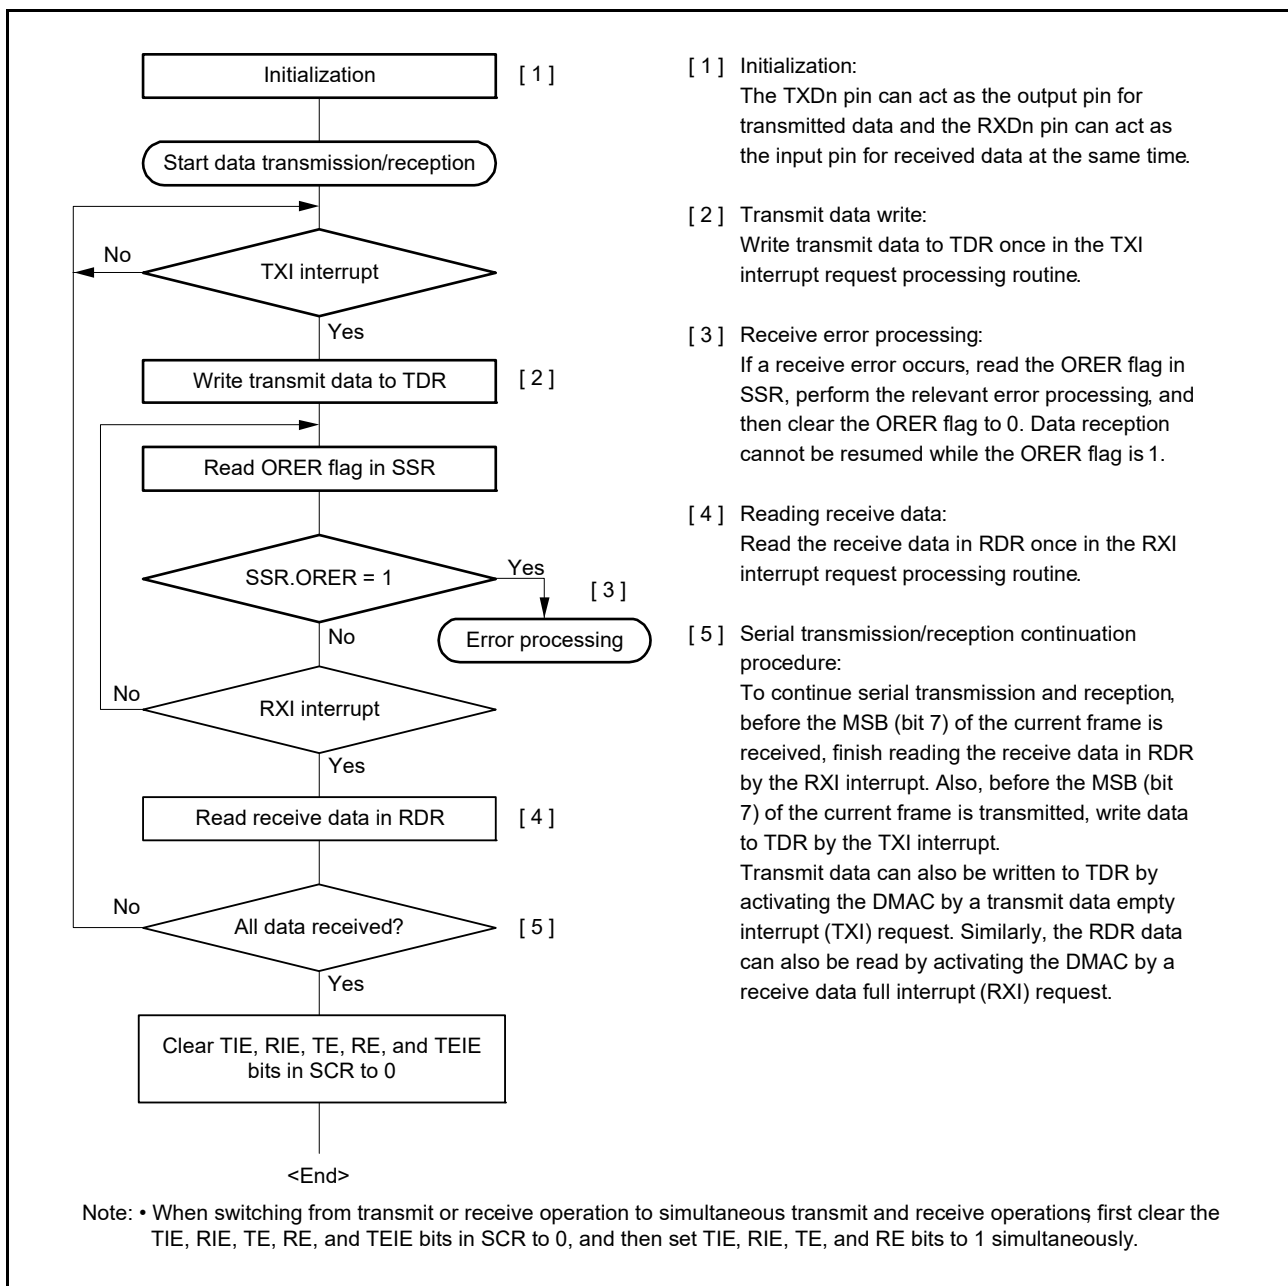 Initialization
[ 1 ]
Start data transmission/reception
No
TXI interrupt
Yes
Write transmit data to TDR
[ 2 ]
Read ORER flag in SSR
SSR.ORER = 1
Yes
[ 3 ]
Error processing
No
No
RXI interrupt
Yes
Read receive data in RDR
[ 4 ]
No
All data received?
[ 5 ]
Yes
Clear TIE, RIE, TE, RE, and TEIE
bits in SCR to 0
<End>
[ 1 ] Initialization:
The TXDn pin can act as the output pin for
transmitted data and the RXDn pin can act as
the input pin for received data at the same time.
[ 2 ] Transmit data write:
Write transmit data to TDR once in the TXI
interrupt request processing routine.
[ 3 ] Receive error processing:
If a receive error occurs, read the ORER flag in
SSR, perform the relevant error processing, and
then clear the ORER flag to 0. Data reception
cannot be resumed while the ORER flag is 1.
[ 4 ] Reading receive data:
Read the receive data in RDR once in the RXI
interrupt request processing routine.
[ 5 ] Serial transmission/reception continuation
procedure:
To continue serial transmission and reception,
before the MSB (bit 7) of the current frame is
received, finish reading the receive data in RDR
by the RXI interrupt. Also, before the MSB (bit
7) of the current frame is transmitted, write data
to TDR by the TXI interrupt.
Transmit data can also be written to TDR by
activating the DMAC by a transmit data empty
interrupt (TXI) request. Similarly, the RDR data
can also be read by activating the DMAC by a
receive data full interrupt (RXI) request.
Note: • When switching from transmit or receive operation to simultaneous transmit and receive operations, first clear the
TIE, RIE, TE, RE, and TEIE bits in SCR to 0, and then set TIE, RIE, TE, and RE bits to 1 simultaneously.